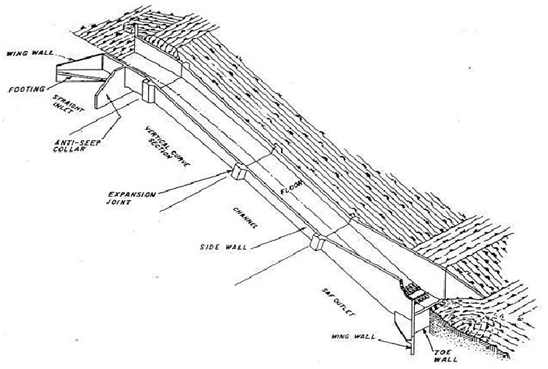 WING WALL
FOOTING
STRAIGHT
INLET
ANTI-SEEP
COLLAR
VERTICAL CURVE
SECTION
EXPANSION
JOINT
FLOOR
CHANNEL
SIDE WALL
SAF OUTLET
WING WALL
TOE
WALL